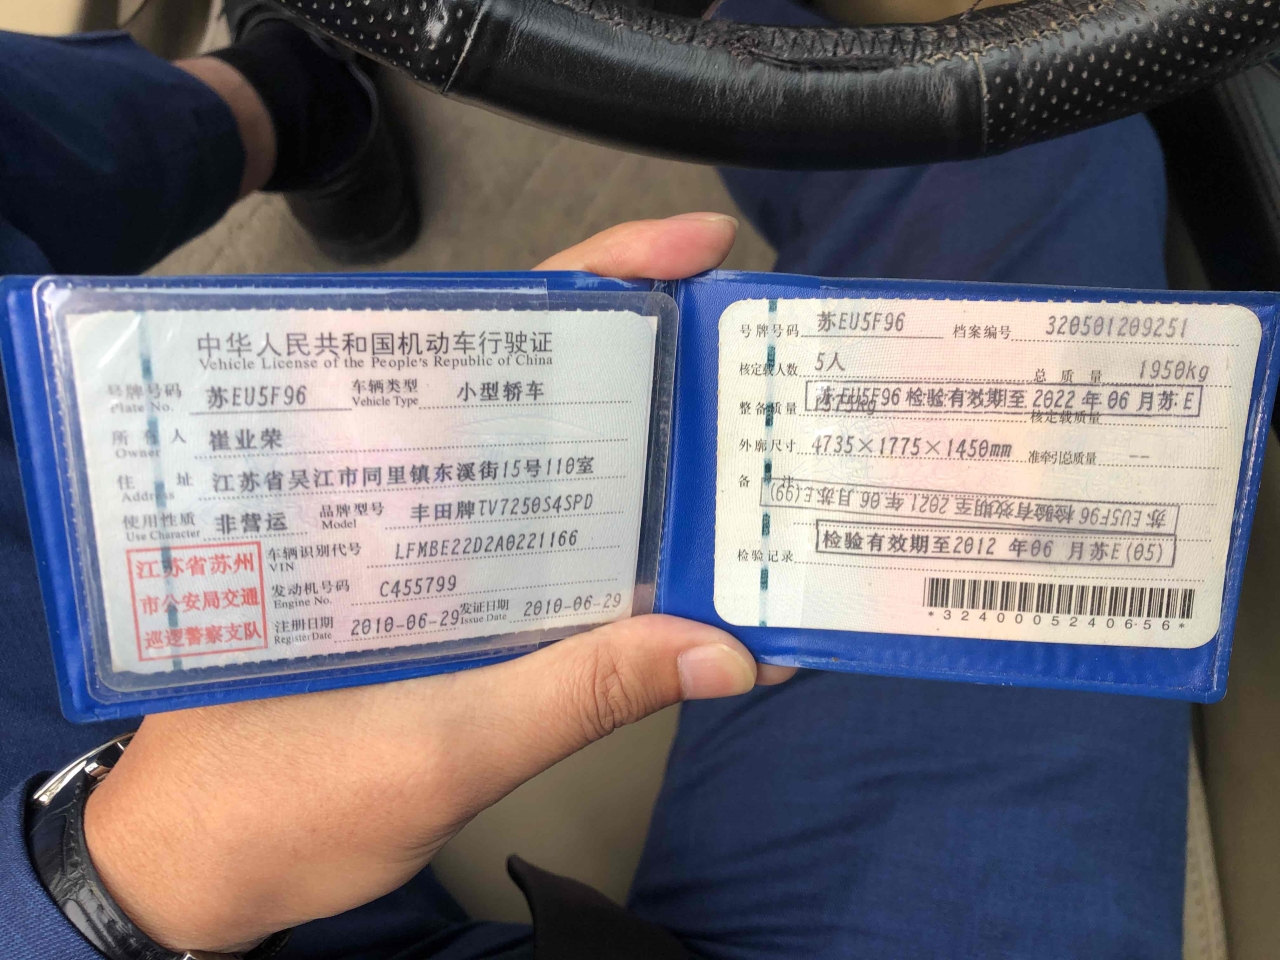 中华人民共和国机动车行驶证
Vehicle License of the People's Republic of China
号牌号码 苏EU5F96 车辆类型 小型轿车
Plate No. Vehicle Type
所有人 崔业荣
Owner
住址 江苏省吴江市同里镇东溪街15号110室
Address
使用性质 非营运 品牌型号 丰田牌TV7250S4SPD
Use Character Model
江苏省苏州
市公安局交通
巡逻警察支队
车辆识别代号 LFMBE22D2A0221166
VIN
发动机号码 C455799
Engine No.
注册日期 2010-06-29 发证日期 2010-06-29
Register Date Issue Date
号牌号码 苏EU5F96 档案编号 320501209251
核定载人数 5人 总质量 1950kg
苏EU5F96检验有效期至2022年06月苏E
整备质量 核定载质量
外廓尺寸 4735×1775×1450mm 准牵引总质量 --
备注
苏EU5F96检验有效期至2021年06月苏E(99)
检验有效期至2012年06月苏E(05)
检验记录
*3240005240656*